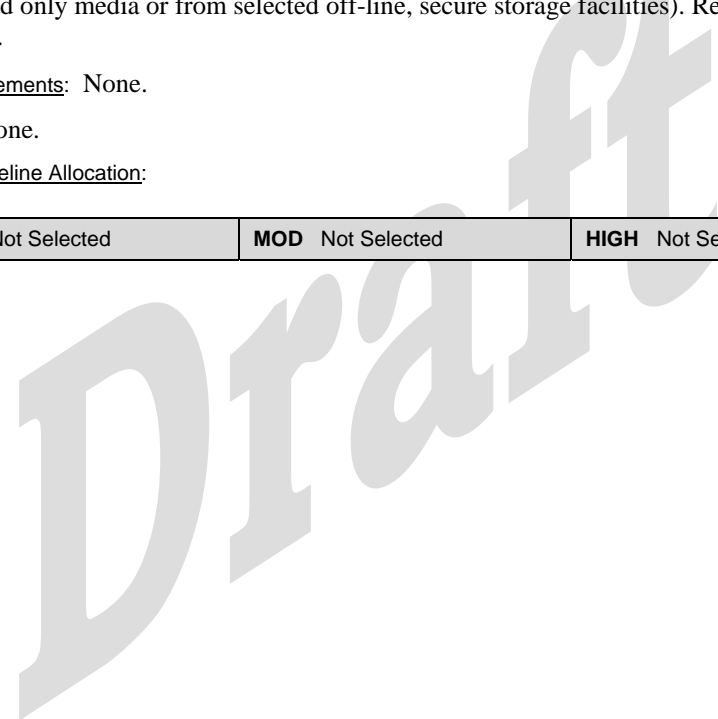 d only media or from selected off-line, secure storage facilities). Re
.
ements: None.
one.
eline Allocation:
Not Selected MOD Not Selected HIGH Not Se
Draft